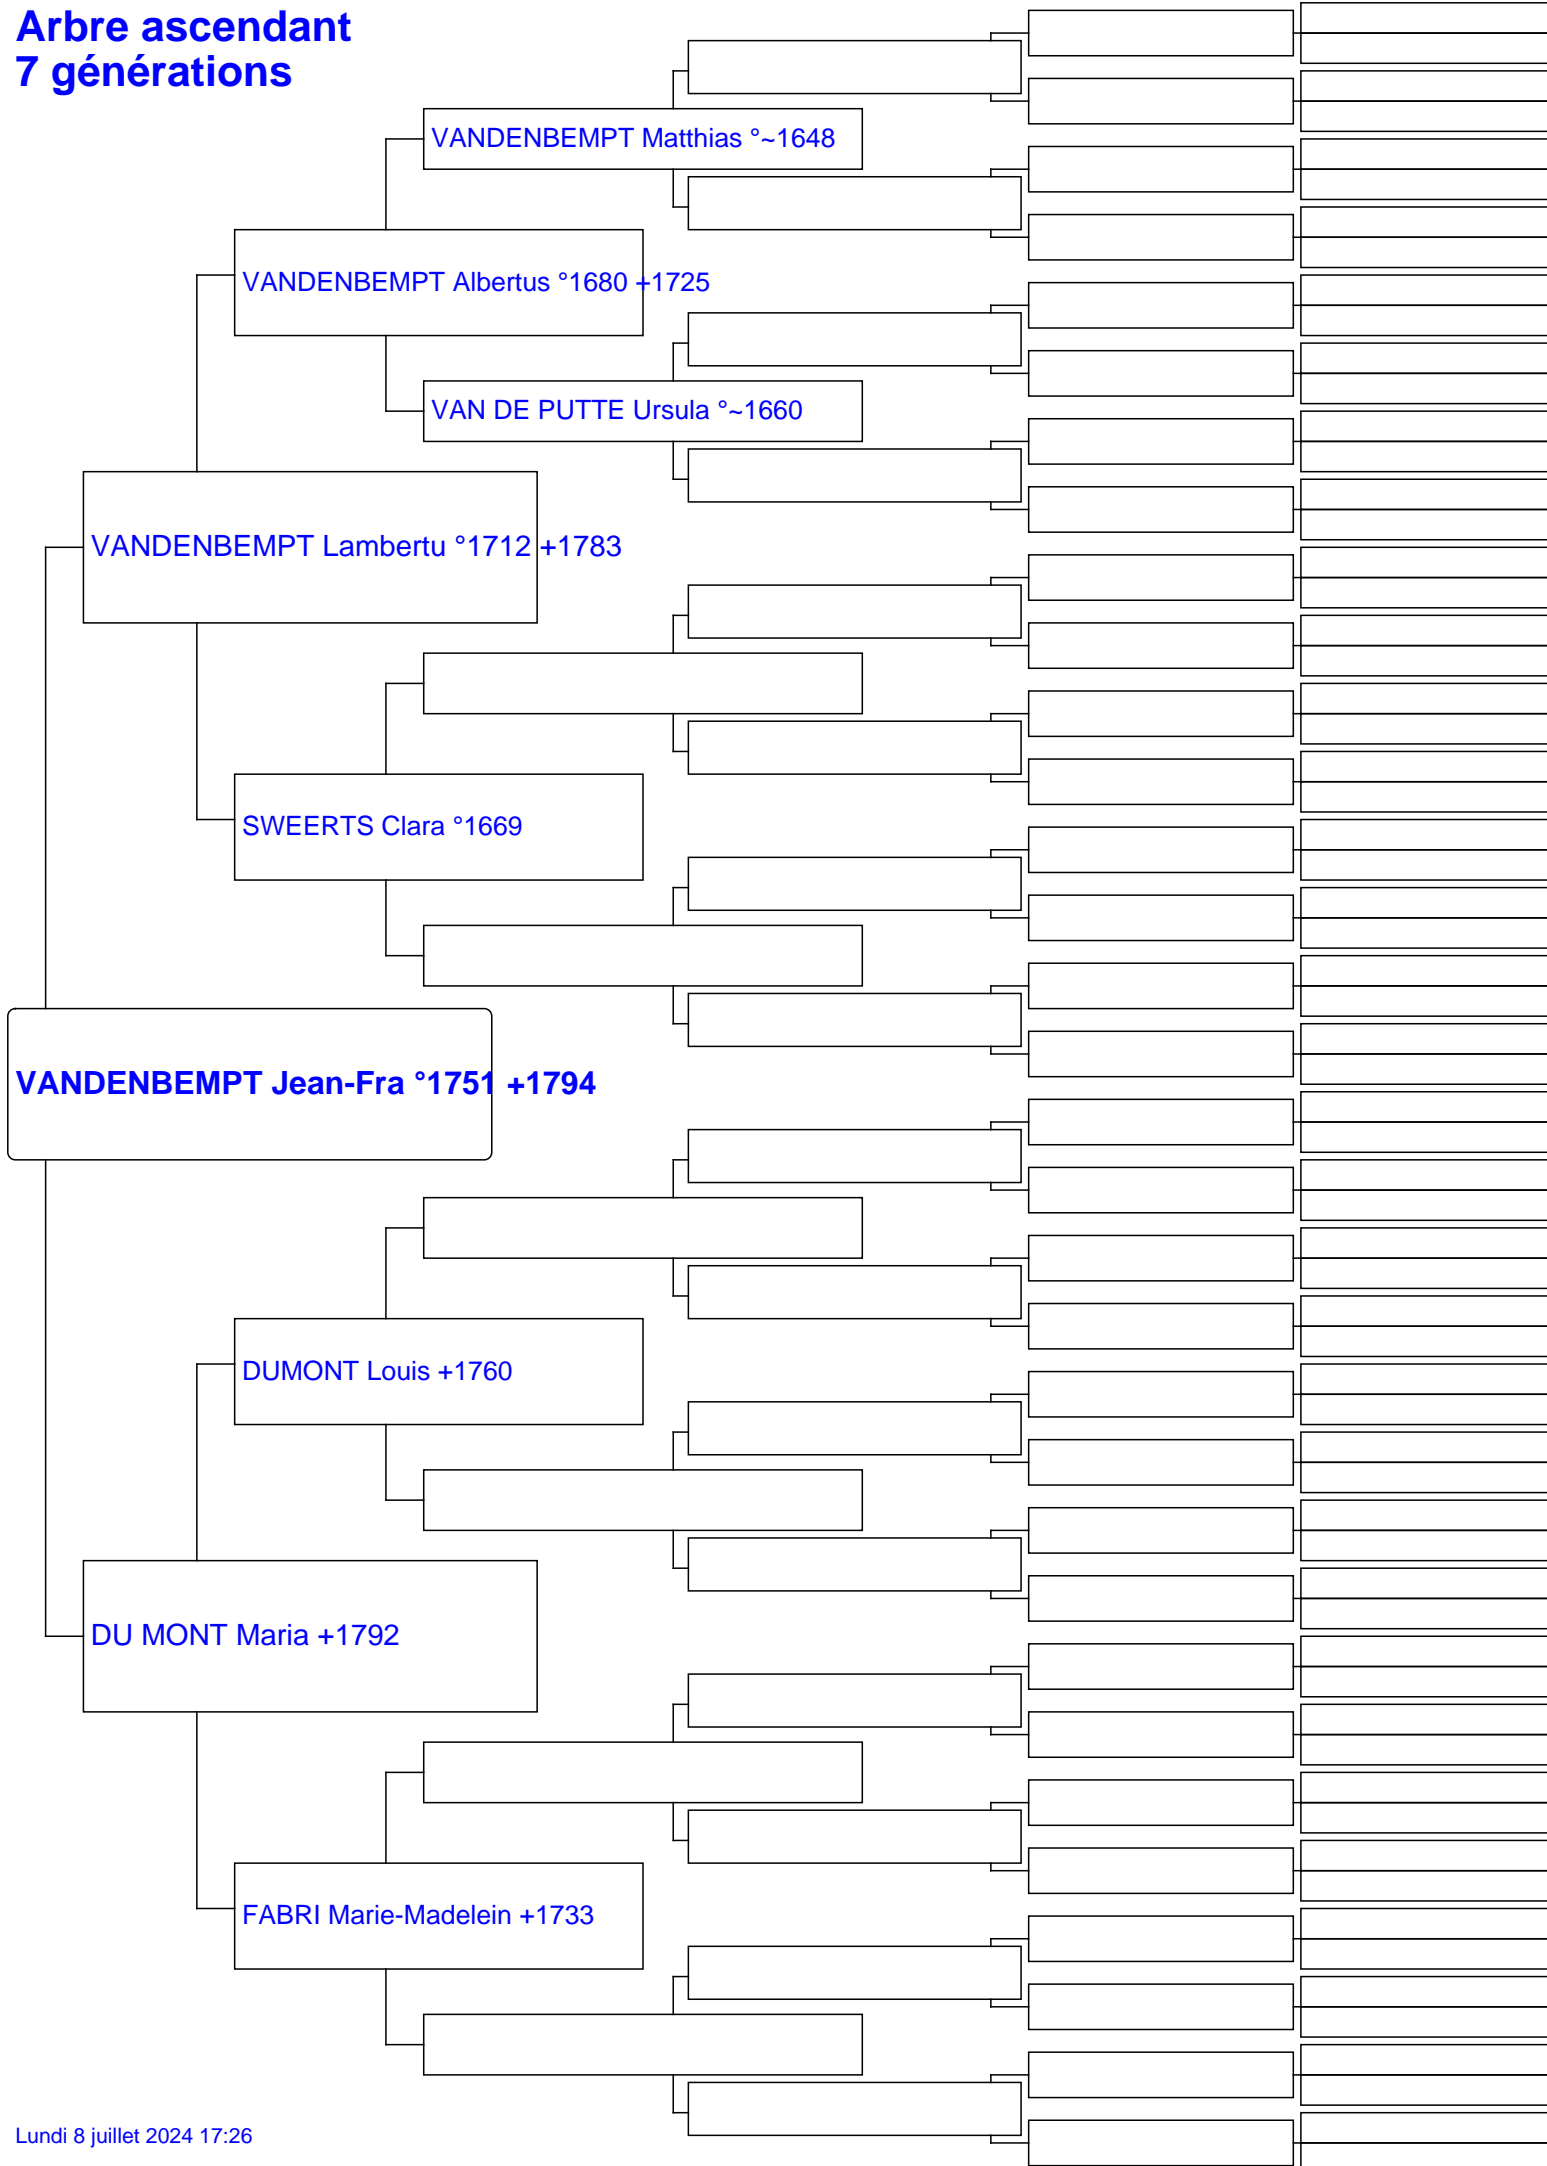 Arbre ascendant
7 générations
VANDENBEMPT Matthias °~1648
VANDENBEMPT Albertus °1680 +1725
VAN DE PUTTE Ursula °~1660
VANDENBEMPT Lambertu °1712 +1783
SWEERTS Clara °1669
VANDENBEMPT Jean-Fra °1751 +1794
DUMONT Louis +1760
DU MONT Maria +1792
FABRI Marie-Madelein +1733
Lundi 8 juillet 2024 17:26